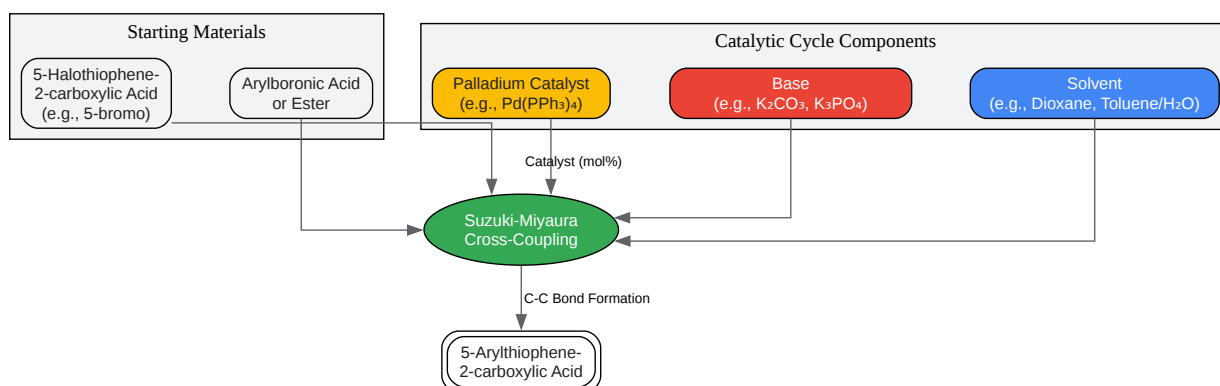 Starting Materials
5-Halothiophene-
2-carboxylic Acid
(e.g., 5-bromo)
Arylboronic Acid
or Ester
Catalytic Cycle Components
Palladium Catalyst
(e.g., Pd(PPh₃)₄)
Base
(e.g., K₂CO₃, K₃PO₄)
Solvent
(e.g., Dioxane, Toluene/H₂O)
Catalyst (mol%)
Suzuki-Miyaura
Cross-Coupling
C-C Bond Formation
5-Arylthiophene-
2-carboxylic Acid